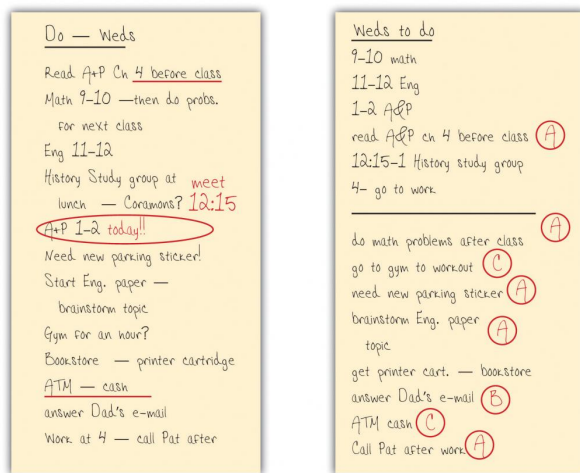 Do — Weds
Read A+P Ch 4 before class
Math 9-10 —then do probs.
for next class
Eng 11-12
History Study group at meet
lunch — Coramons? 12:15
A+P 1-2 today!!
Need new parking sticker!
Start Eng. paper —
brainstorm topic
Gym for an hour?
Bookstore — printer cartridge
ATM — cash
answer Dad's e-mail
Work at 4 — call Pat after
Weds to do
9-10 math
11-12 Eng
1-2 A&P
read A&P ch 4 before class A
12:15-1 History study group
4- go to work
do math problems after class A
go to gym to workout C
need new parking sticker A
brainstorm Eng. paper A
topic
get printer cart. — bookstore
answer Dad's e-mail B
ATM cash C
Call Pat after work A